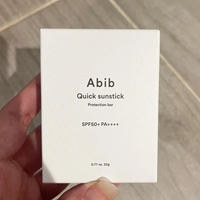 Abib
Quick sunstick
Protection bar
SPF50+ PA++++
0.77 oz. 22g